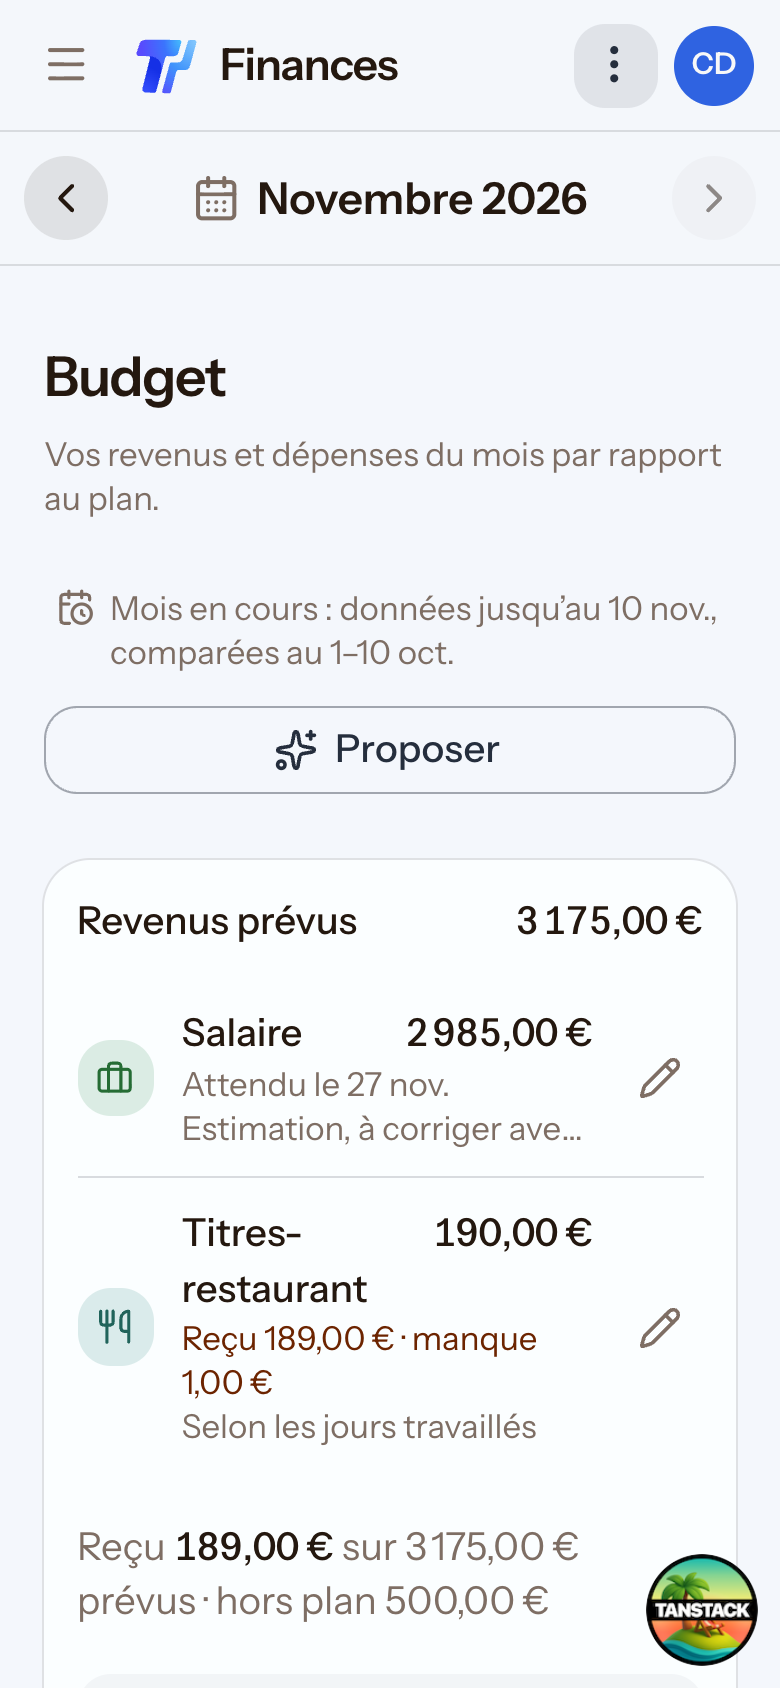 Finances
CD
Novembre 2026
Budget
Vos revenus et dépenses du mois par rapport
au plan.
Mois en cours : données jusqu’au 10 nov.,
comparées au 1–10 oct.
Proposer
Revenus prévus 3 175,00 €
Salaire 2 985,00 €
Attendu le 27 nov.
Estimation, à corriger ave...
Titres- 190,00 €
restaurant
Reçu 189,00 € · manque
1,00 €
Selon les jours travaillés
Reçu 189,00 € sur 3 175,00 €
prévus · hors plan 500,00 €
TANSTACK